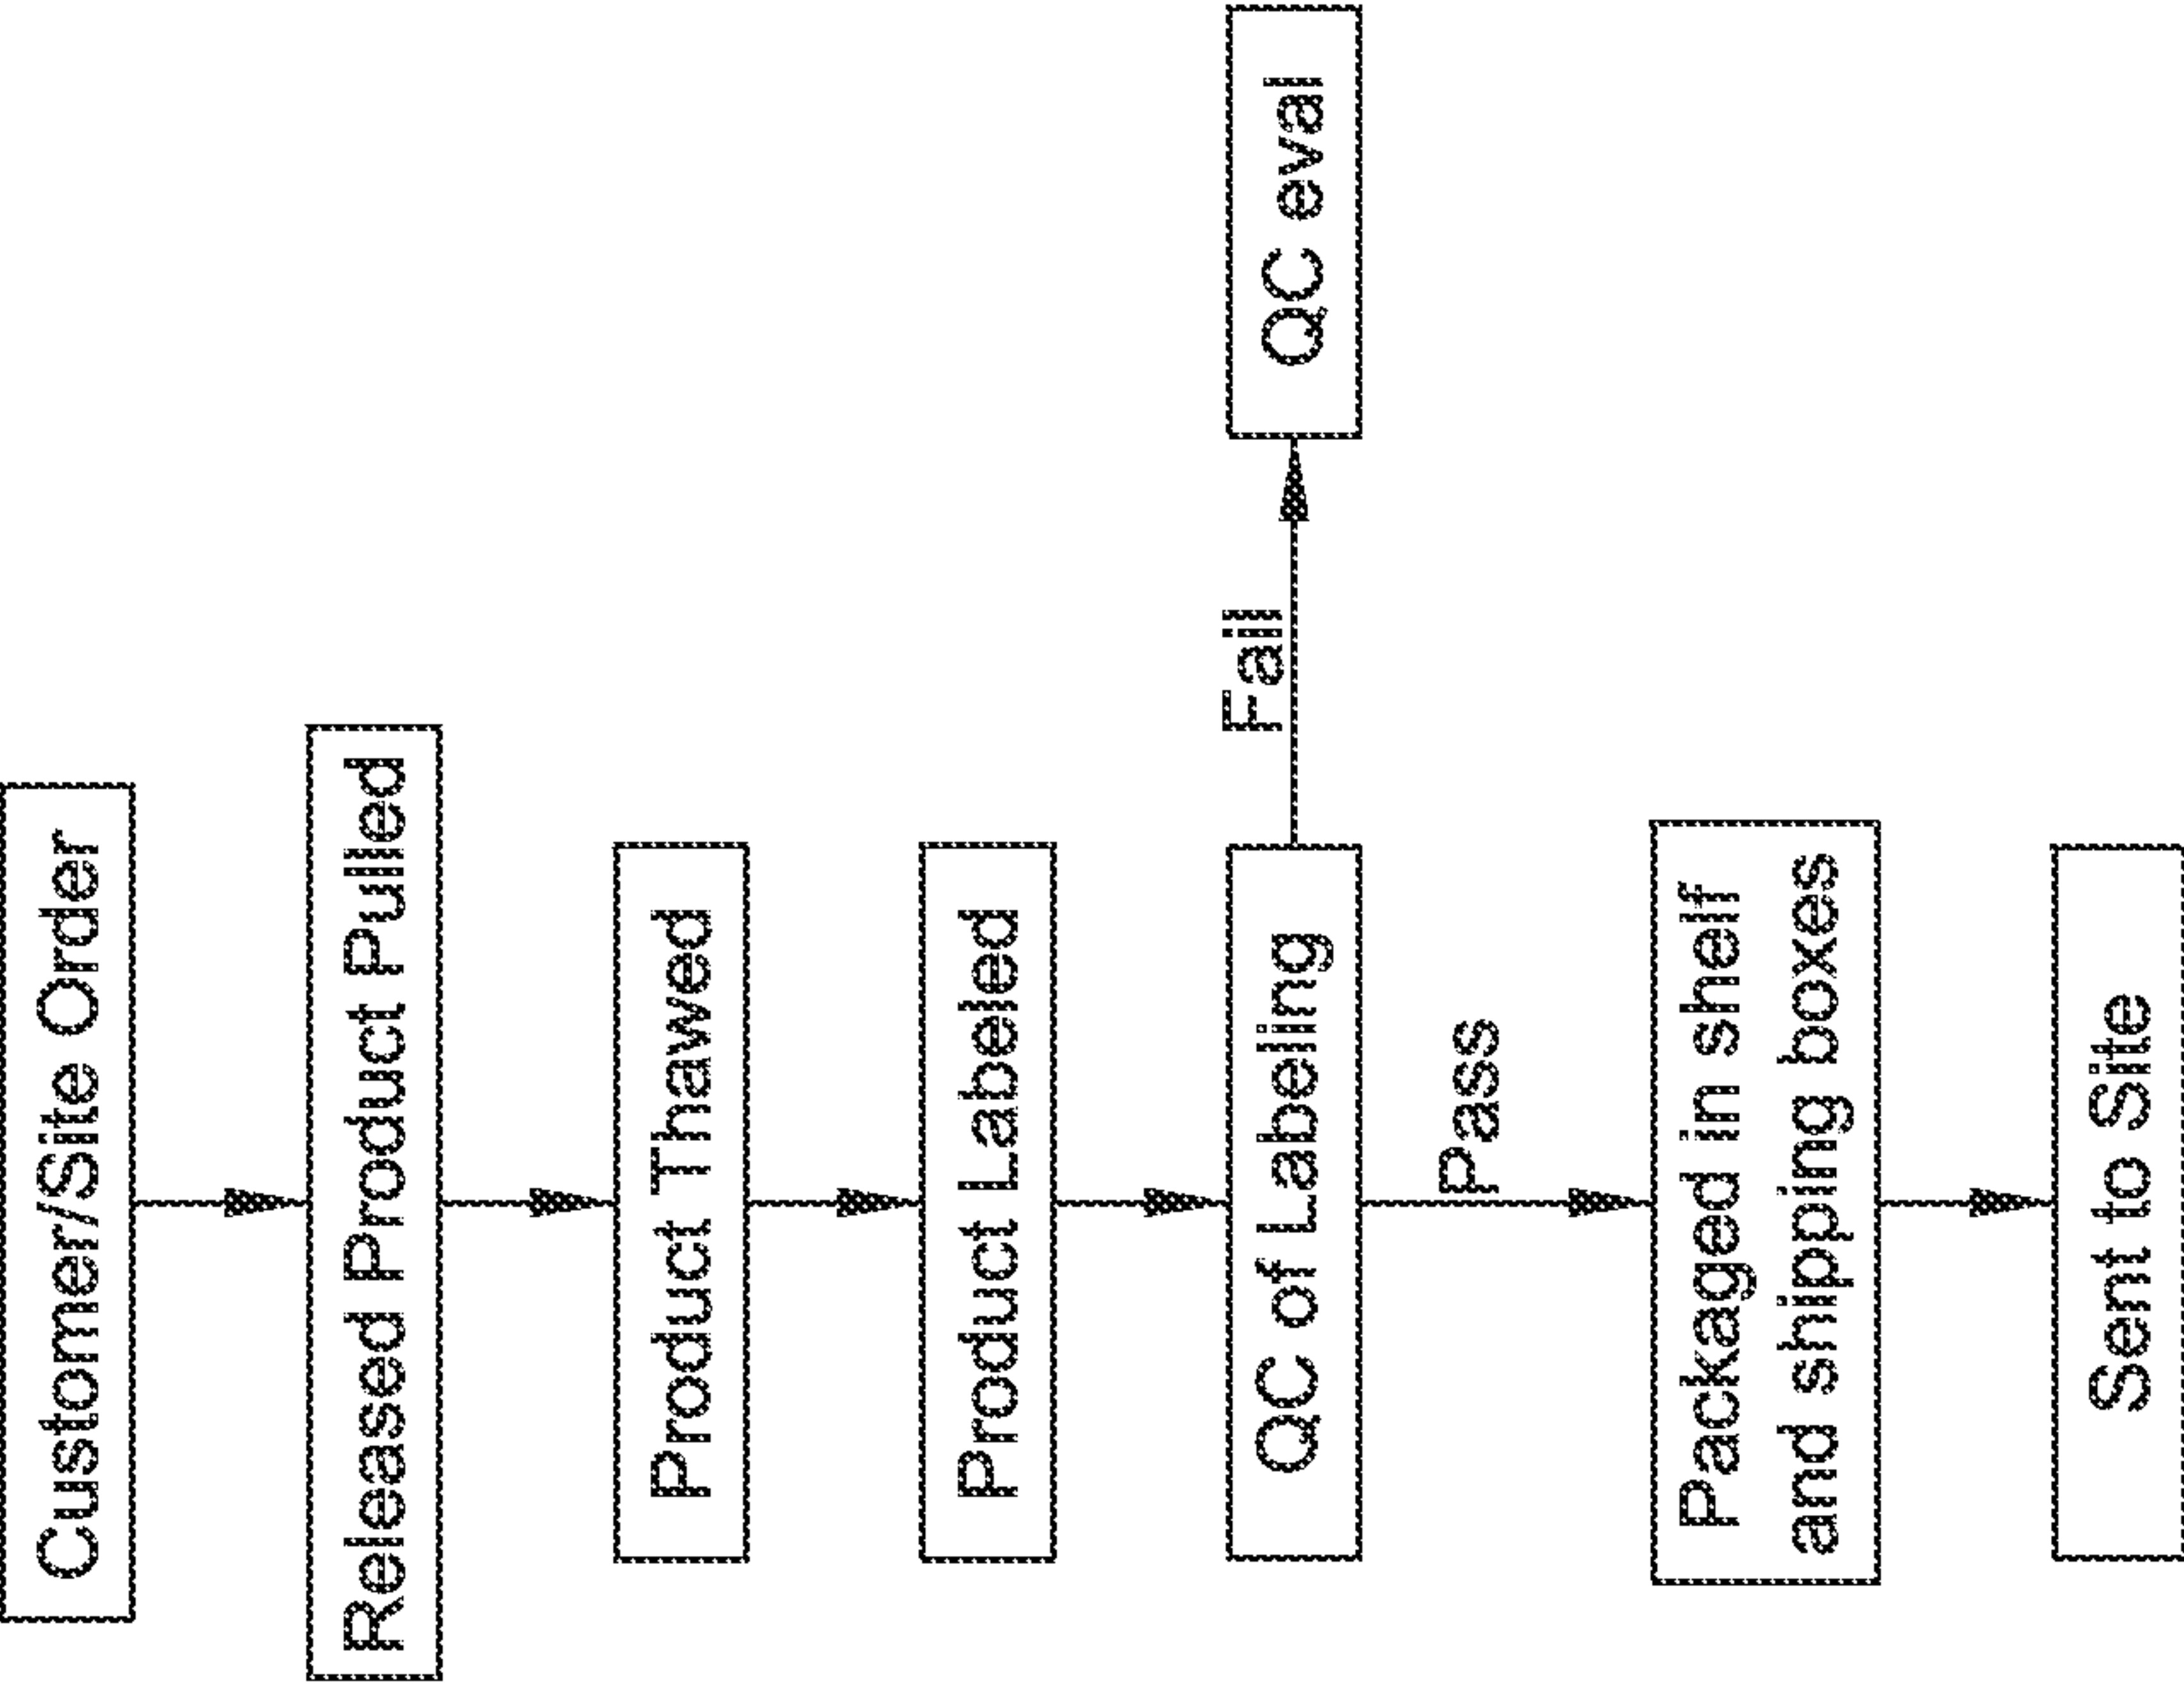 Customer/Site Order
Released Product Pulled
Product Thawed
Product Labeled
QC of Labeling
Fail
QC eval
Pass
Packaged in shelf
and shipping boxes
Sent to Site